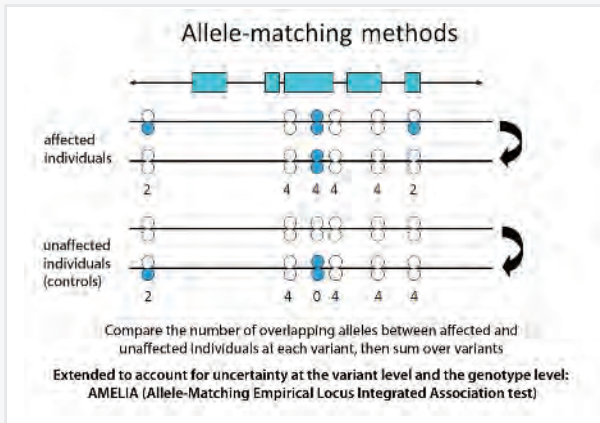 Allele-matching methods
affected
individuals
2 4 4 4 4 2
unaffected
individuals
(controls)
2 4 0 4 4 4
Compare the number of overlapping alleles between affected and
unaffected individuals at each variant, then sum over variants
Extended to account for uncertainty at the variant level and the genotype level:
AMELIA (Allele-Matching Empirical Locus Integrated Association test)